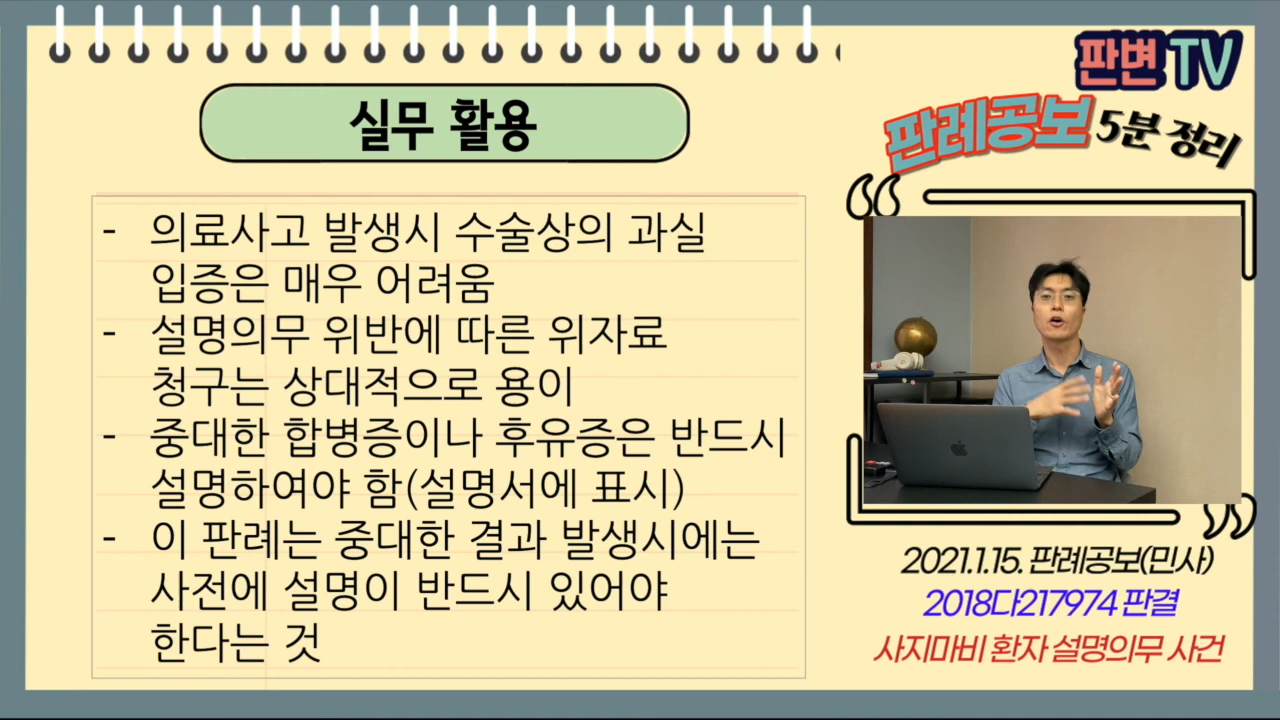 판변 TV
판례공보 5분 정리
실무 활용
- 의료사고 발생시 수술상의 과실
입증은 매우 어려움
- 설명의무 위반에 따른 위자료
청구는 상대적으로 용이
- 중대한 합병증이나 후유증은 반드시
설명하여야 함(설명서에 표시)
- 이 판례는 중대한 결과 발생시에는
사전에 설명이 반드시 있어야
한다는 것
2021.1.15. 판례공보(민사)
2018다217974 판결
사지마비 환자 설명의무 사건